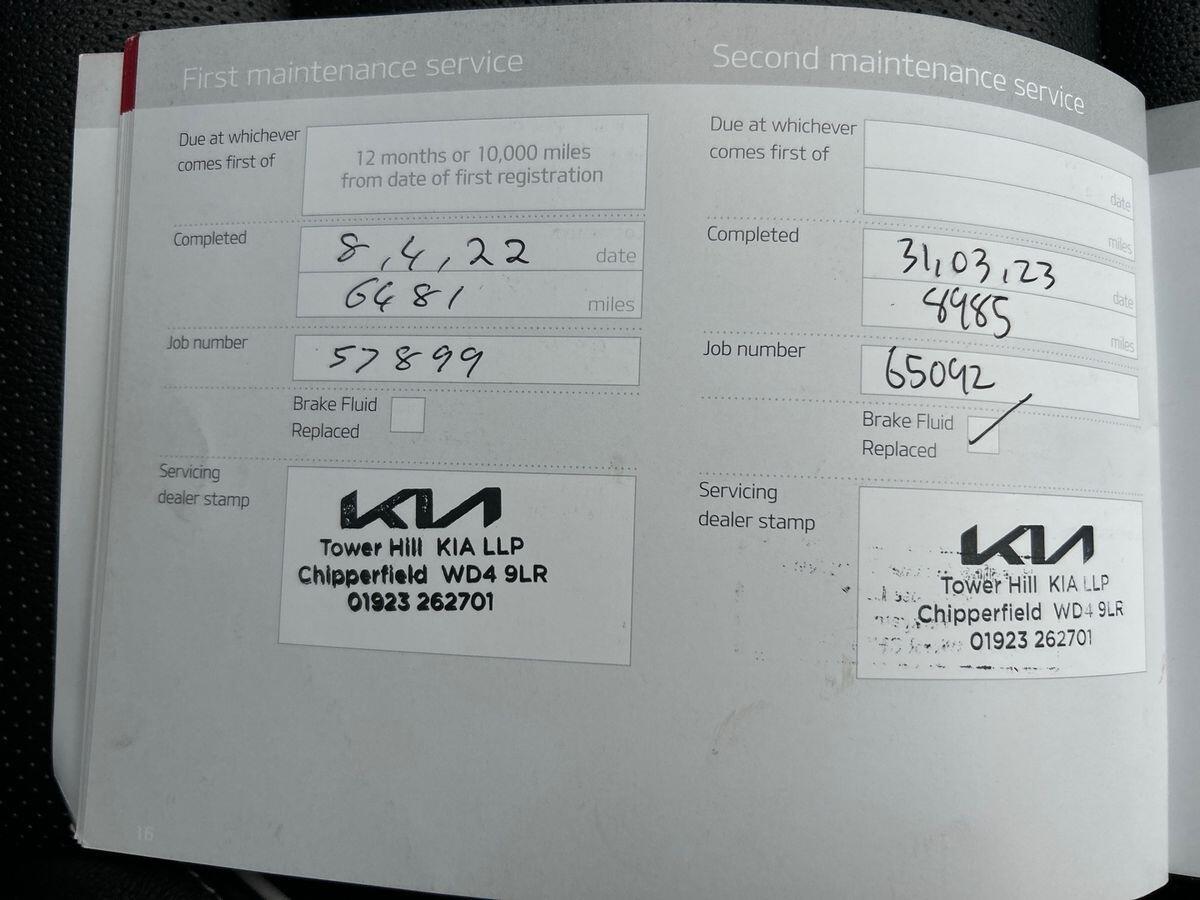 First maintenance service
Due at whichever
comes first of
12 months or 10,000 miles
from date of first registration
Completed
8,4,22 date
6481 miles
Job number
57899
Brake Fluid
Replaced
Servicing
dealer stamp
KIA
Tower Hill KIA LLP
Chipperfield WD4 9LR
01923 262701
16
Second maintenance service
Due at whichever
comes first of
date
miles
Completed
31,03,23 date
8985 miles
Job number
65092
Brake Fluid
Replaced
Servicing
dealer stamp
KIA
Tower Hill KIA LLP
Chipperfield WD4 9LR
01923 262701